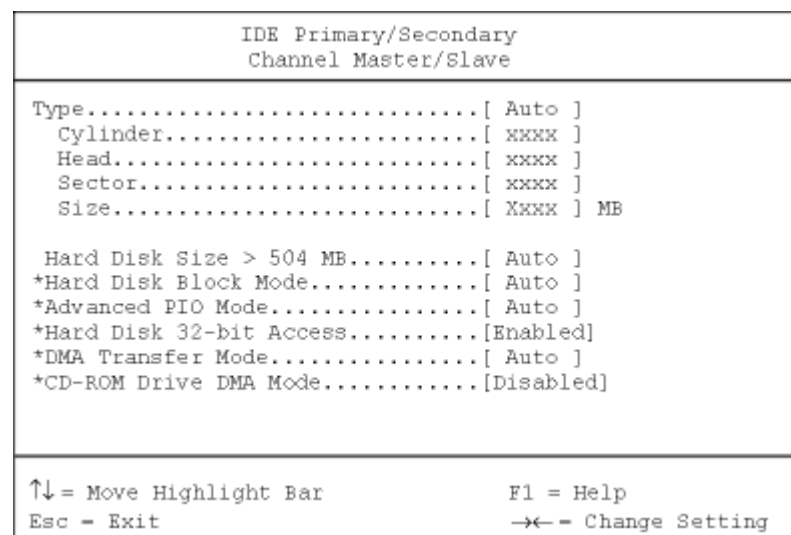 IDE Primary/Secondary
Channel Master/Slave
Type..............................[ Auto ]
Cylinder........................[ xxxx ]
Head............................[ xxxx ]
Sector..........................[ xxxx ]
Size............................[ Xxxx ] MB
Hard Disk Size > 504 MB..........[ Auto ]
*Hard Disk Block Mode.............[ Auto ]
*Advanced PIO Mode................[ Auto ]
*Hard Disk 32-bit Access..........[Enabled]
*DMA Transfer Mode................[ Auto ]
*CD-ROM Drive DMA Mode............[Disabled]
↑↓ = Move Highlight Bar F1 = Help
Esc = Exit →← = Change Setting